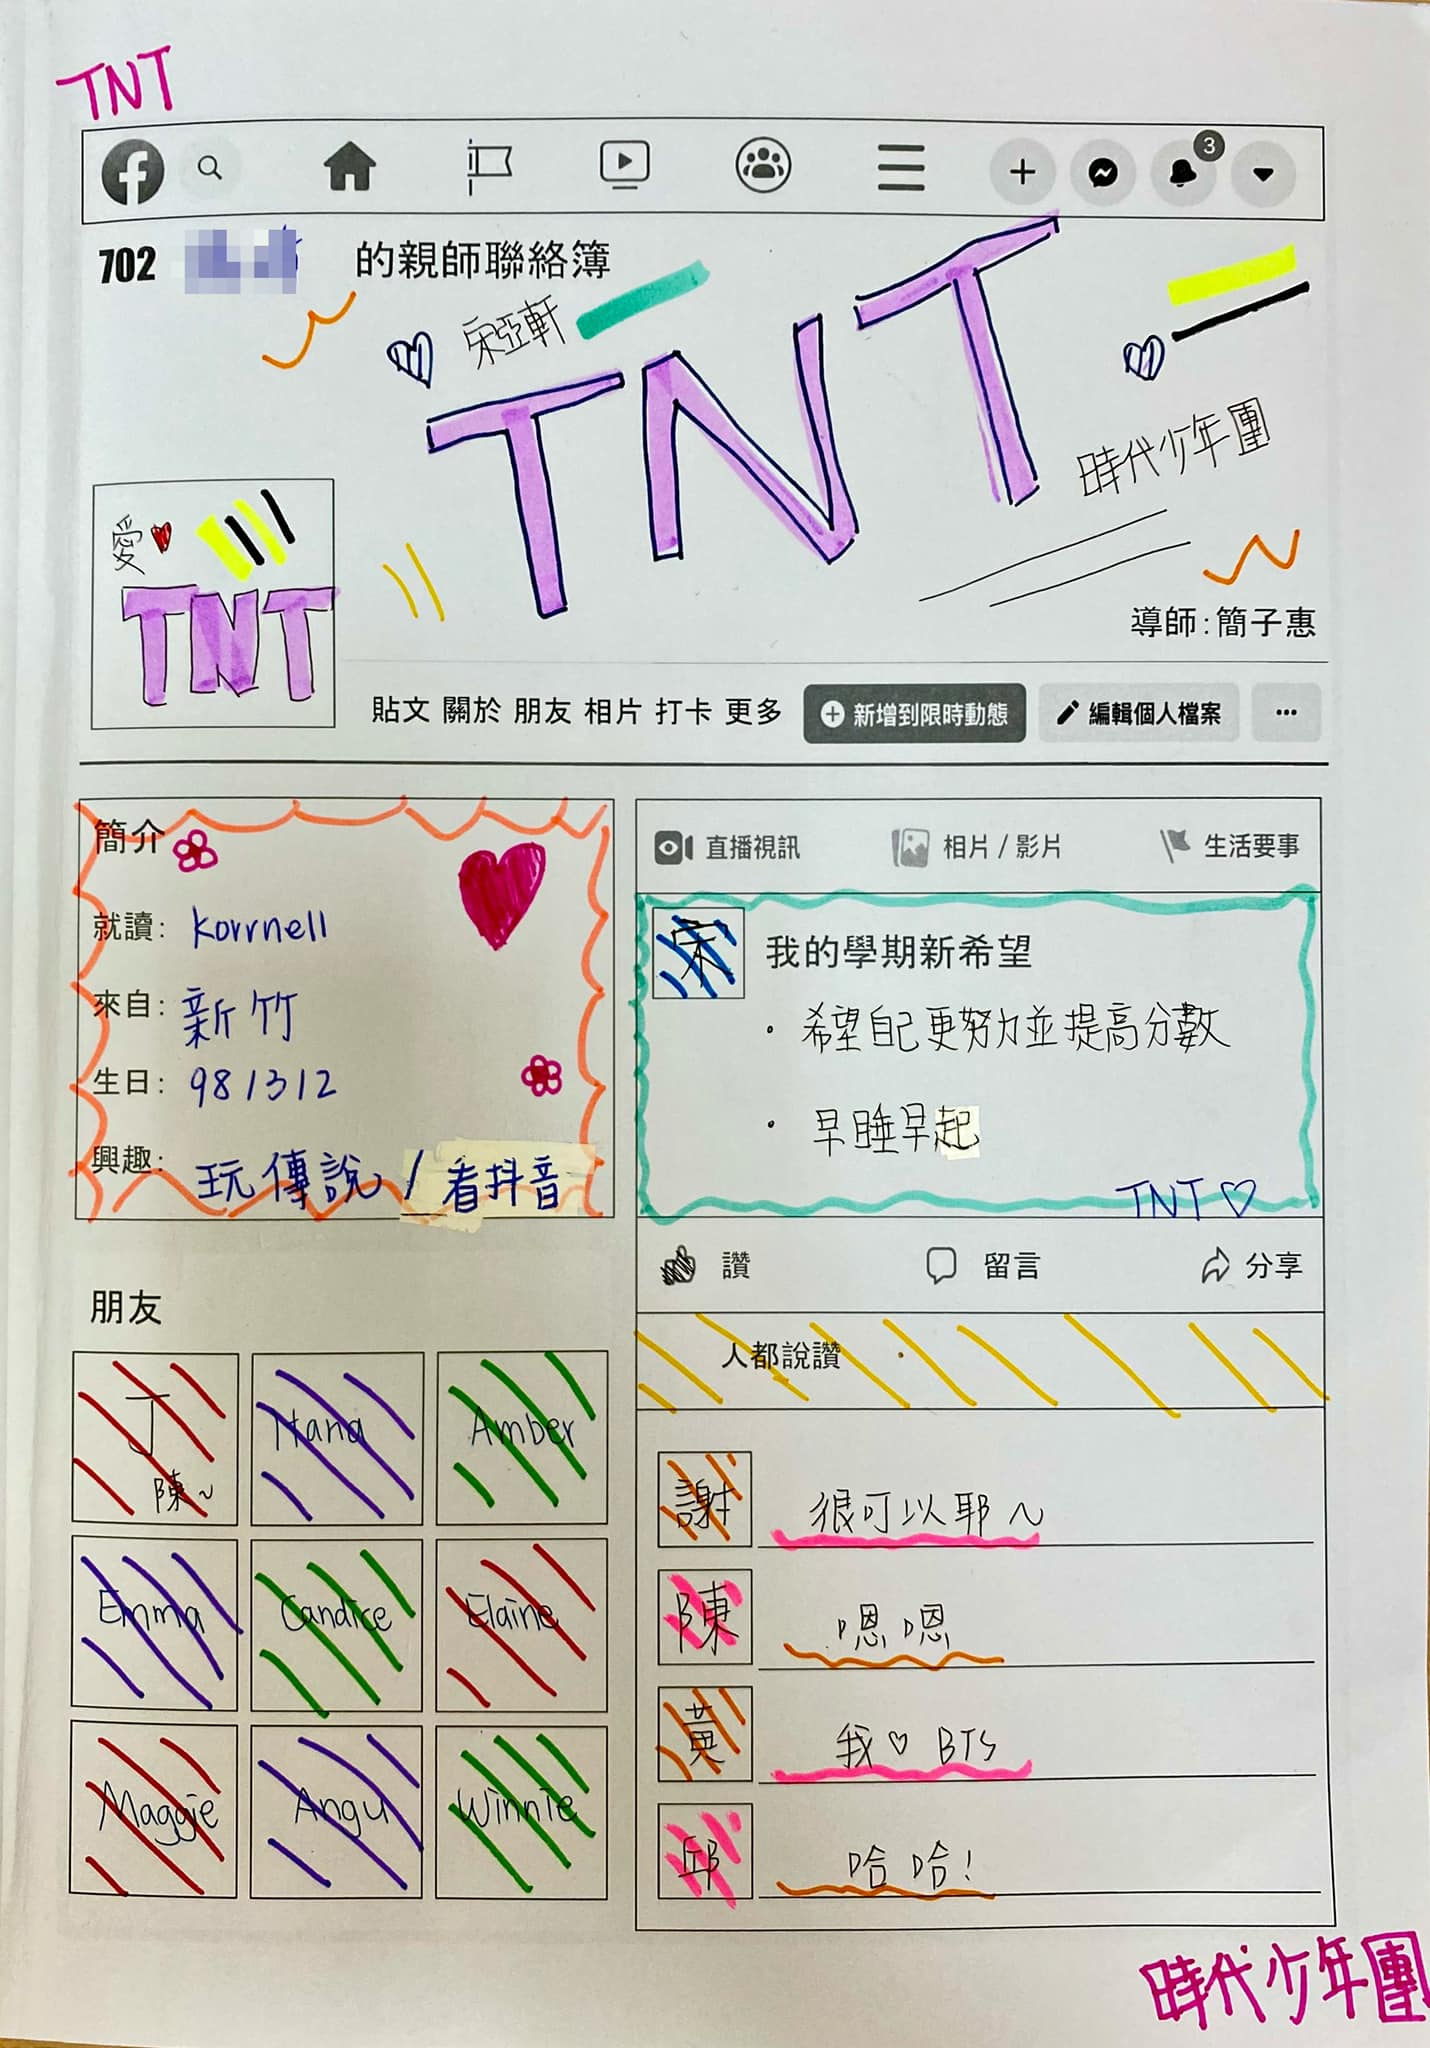 TNT
3
702
的親師聯絡簿
宋亞軒
TNT
時代少年團
愛
TNT
導師:簡子惠
貼文 關於 朋友 相片 打卡 更多
新增到限時動態
編輯個人檔案
簡介
就讀: Korrnell
來自: 新竹
生日: 981312
興趣: 玩傳說/看抖音
直播視訊
相片/影片
生活要事
宋
我的學期新希望
· 希望自己更努力並提高分數
· 早睡早起
TNT♡
讚
留言
分享
人都說讚
朋友
J
陳~
Hana
Amber
Emma
Candice
Elaine
Maggie
Angu
Winnie
謝 很可以耶~
陳 嗯嗯
黃 我♡BTS
邱 哈哈!
時代少年團